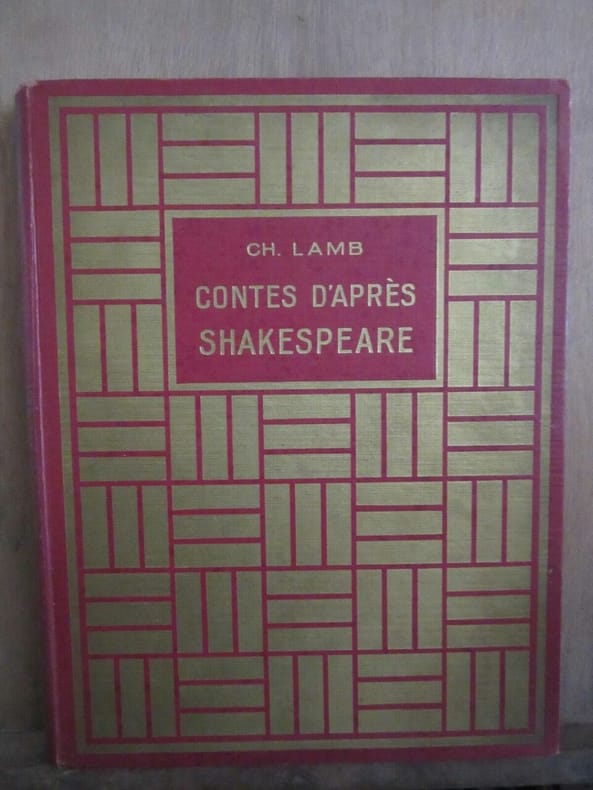 CH. LAMB
CONTES D'APRÈS
SHAKESPEARE